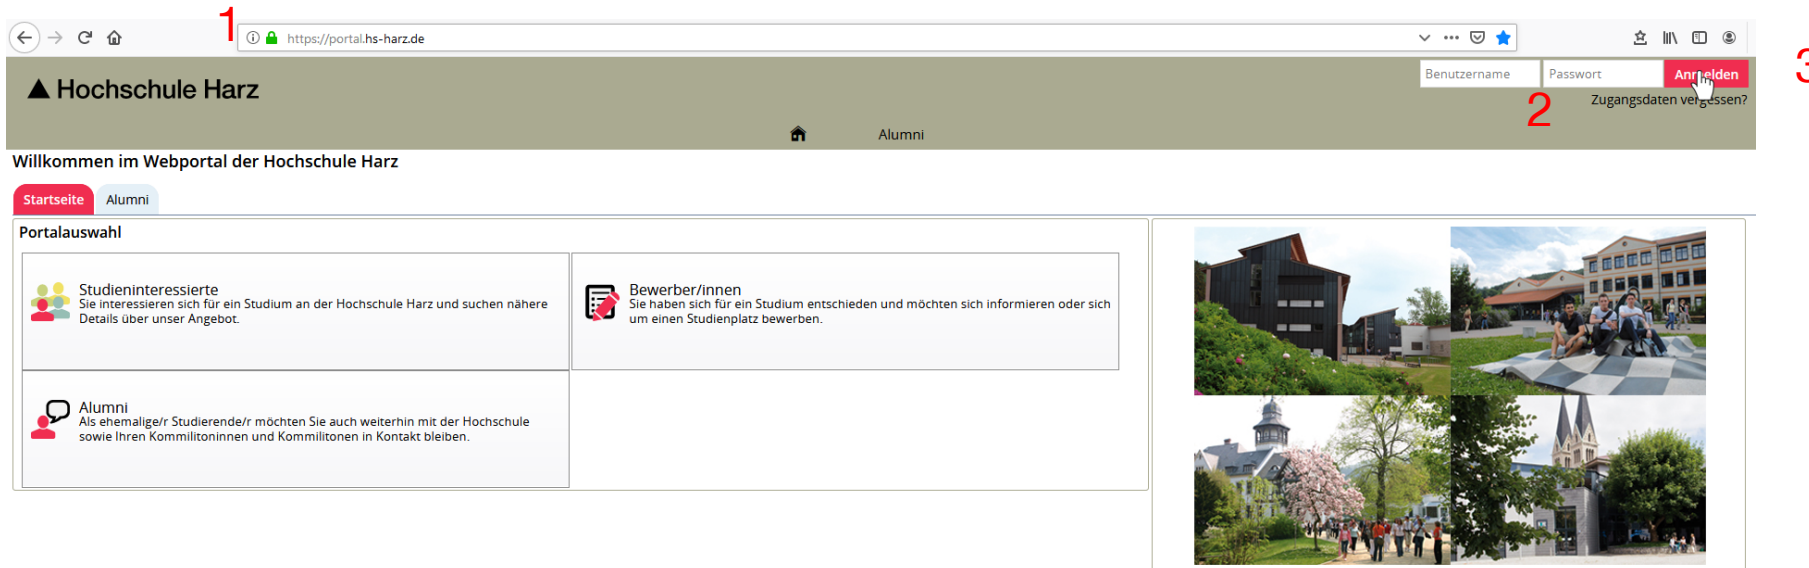 1
https://portal.hs-harz.de
Benutzername Passwort Anmelden
3
Hochschule Harz
2
Zugangsdaten vergessen?
Alumni
Willkommen im Webportal der Hochschule Harz
Startseite Alumni
Portalauswahl
Studieninteressierte
Sie interessieren sich für ein Studium an der Hochschule Harz und suchen nähere
Details über unser Angebot.
Bewerber/innen
Sie haben sich für ein Studium entschieden und möchten sich informieren oder sich
um einen Studienplatz bewerben.
Alumni
Als ehemalige/r Studierende/r möchten Sie auch weiterhin mit der Hochschule
sowie Ihren Kommilitoninnen und Kommilitonen in Kontakt bleiben.